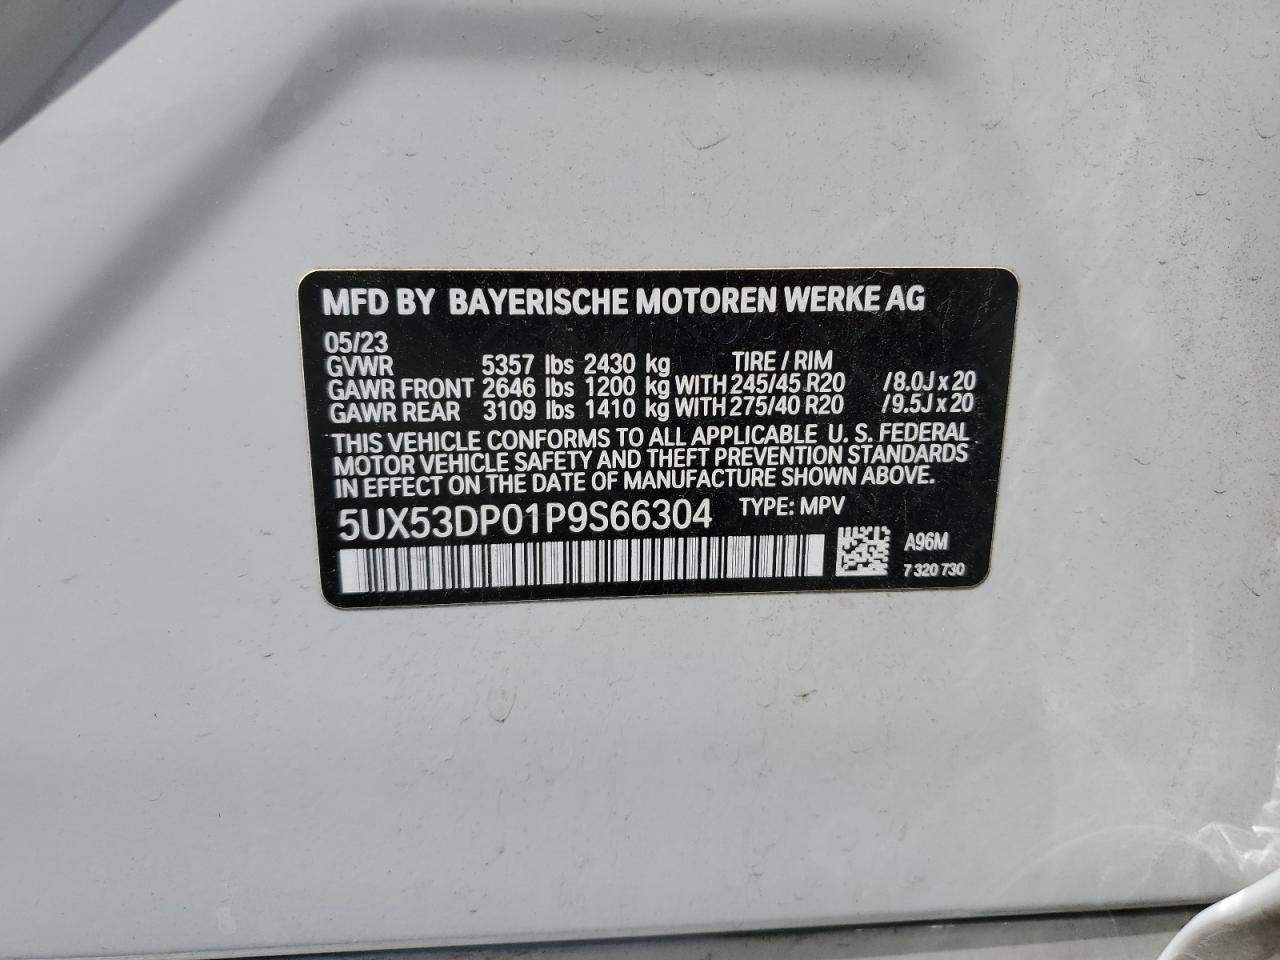 MFD BY BAYERISCHE MOTOREN WERKE AG
05/23
GVWR 5357 lbs 2430 kg TIRE / RIM
GAWR FRONT 2646 lbs 1200 kg WITH 245/45 R20 /8.0J x 20
GAWR REAR 3109 lbs 1410 kg WITH 275/40 R20 /9.5J x 20
THIS VEHICLE CONFORMS TO ALL APPLICABLE U. S. FEDERAL
MOTOR VEHICLE SAFETY AND THEFT PREVENTION STANDARDS
IN EFFECT ON THE DATE OF MANUFACTURE SHOWN ABOVE.
5UX53DP01P9S66304 TYPE: MPV
A96M
7 320 730